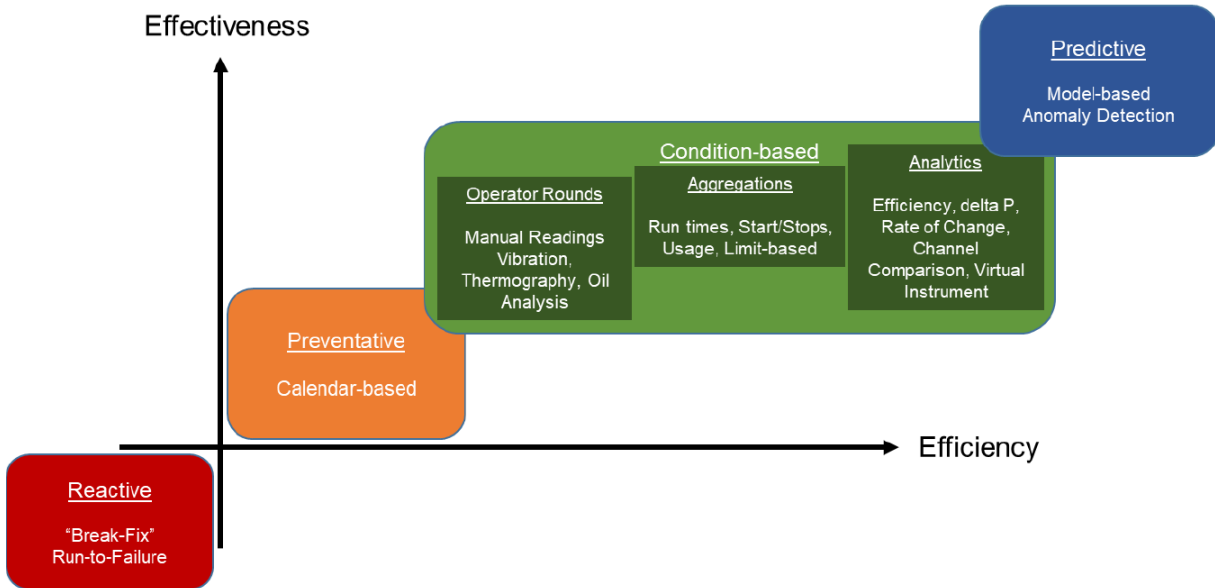 Effectiveness
Predictive
Model-based
Anomaly Detection
Condition-based
Operator Rounds
Manual Readings
Vibration,
Thermography, Oil
Analysis
Aggregations
Run times, Start/Stops,
Usage, Limit-based
Analytics
Efficiency, delta P,
Rate of Change,
Channel
Comparison, Virtual
Instrument
Preventative
Calendar-based
Efficiency
Reactive
“Break-Fix”
Run-to-Failure